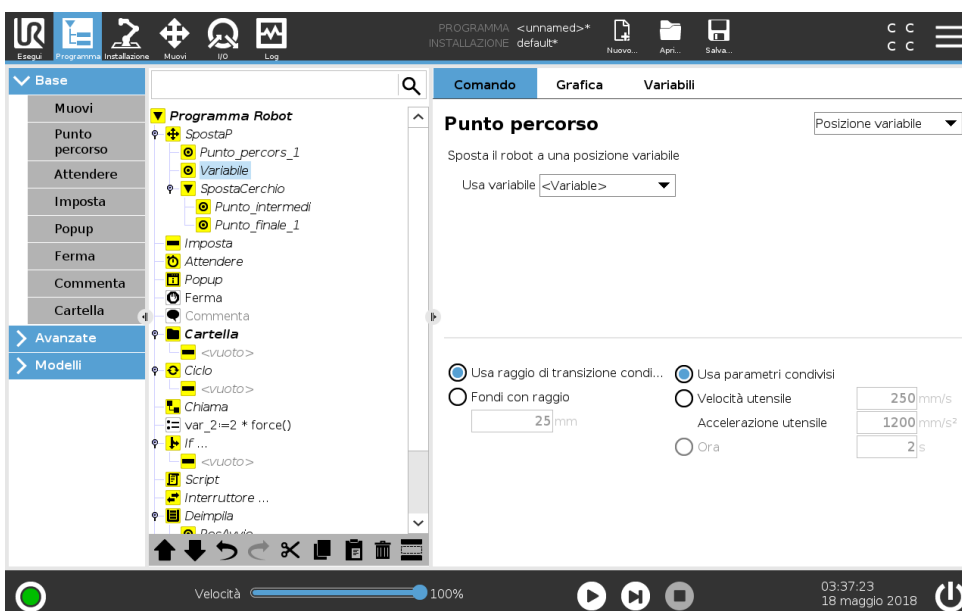 PROGRAMMA <unnamed>*
INSTALLAZIONE default*
UR
Esegui
Programma
Installazione
Muovi
I/O
Log
Nuovo...
Apri...
Salva...
C C
C C
Base
Muovi
Punto
percorso
Attendere
Imposta
Popup
Ferma
Commenta
Cartella
Avanzate
Modelli
Programma Robot
SpostaP
Punto_percors_1
Variabile
SpostaCerchio
Punto_intermedi
Punto_finale_1
Imposta
Attendere
Popup
Ferma
Commenta
Cartella
<vuoto>
Ciclo
<vuoto>
Chiama
var_2:=2 * force()
If ...
<vuoto>
Script
Interruttore ...
Deimpila
PosAvvio
Comando
Grafica
Variabili
Punto percorso
Posizione variabile
Sposta il robot a una posizione variabile
Usa variabile <Variable>
Usa raggio di transizione condi...
Fondi con raggio
25 mm
Usa parametri condivisi
Velocità utensile 250 mm/s
Accelerazione utensile 1200 mm/s²
Ora 2 s
Velocità 100%
03:37:23
18 maggio 2018